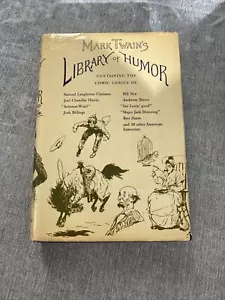 MARK TWAIN'S
LIBRARY of HUMOR
CONTAINING THE
COMIC GENIUS OF:
Samuel Langhorne Clemens
Joel Chandler Harris
"Artemus Ward"
Josh Billings
Bill Nye
Ambrose Bierce
"Sut Lovingood"
"Major Jack Downing"
Bret Harte
and 30 other American
humorists